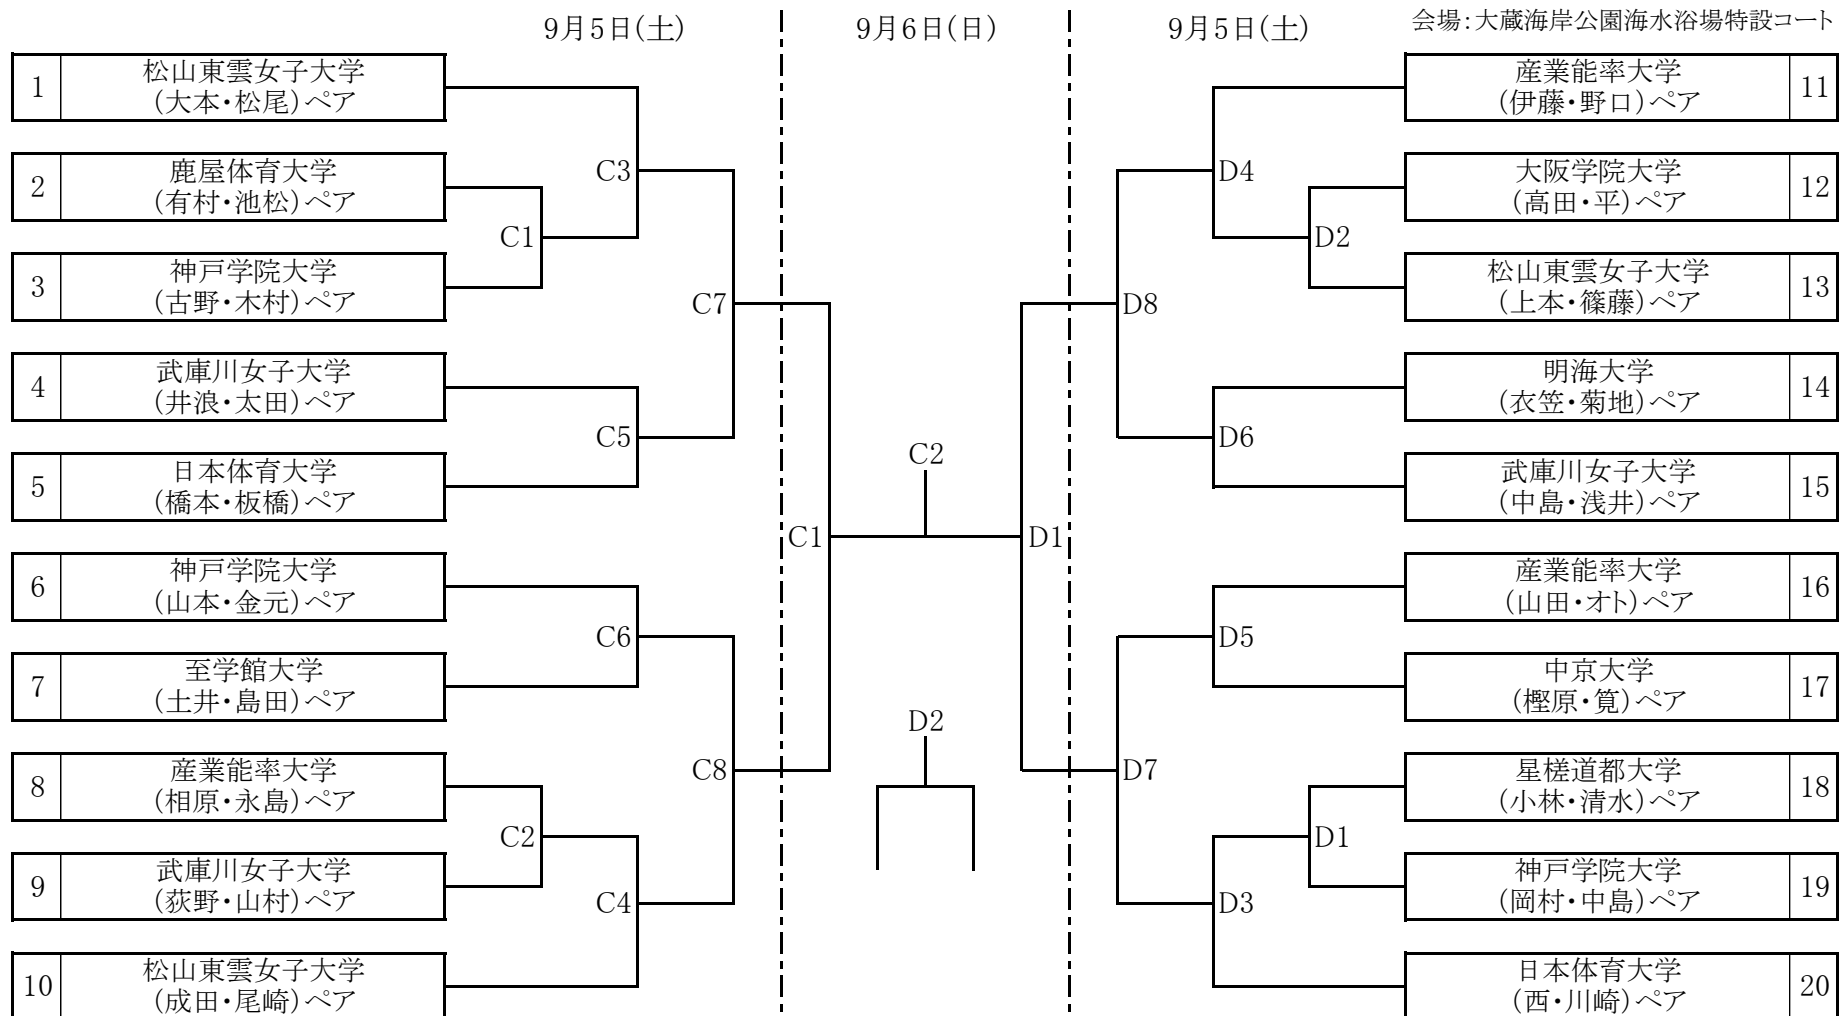 9月5日(土)
9月6日(日)
9月5日(土)
会場：大蔵海岸公園海水浴場特設コート
1
松山東雲女子大学
(大本・松尾)ペア
2
鹿屋体育大学
(有村・池松)ペア
3
神戸学院大学
(古野・木村)ペア
4
武庫川女子大学
(井浪・太田)ペア
5
日本体育大学
(橋本・板橋)ペア
6
神戸学院大学
(山本・金元)ペア
7
至学館大学
(土井・島田)ペア
8
産業能率大学
(相原・永島)ペア
9
武庫川女子大学
(荻野・山村)ペア
10
松山東雲女子大学
(成田・尾崎)ペア
C1
C2
C3
C5
C6
C4
C7
C8
C1
C2
D2
D1
D8
D7
D4
D6
D5
D3
D2
D1
産業能率大学
(伊藤・野口)ペア
11
大阪学院大学
(高田・平)ペア
12
松山東雲女子大学
(上本・篠藤)ペア
13
明海大学
(衣笠・菊地)ペア
14
武庫川女子大学
(中島・浅井)ペア
15
産業能率大学
(山田・オト)ペア
16
中京大学
(樫原・筧)ペア
17
星槎道都大学
(小林・清水)ペア
18
神戸学院大学
(岡村・中島)ペア
19
日本体育大学
(西・川崎)ペア
20